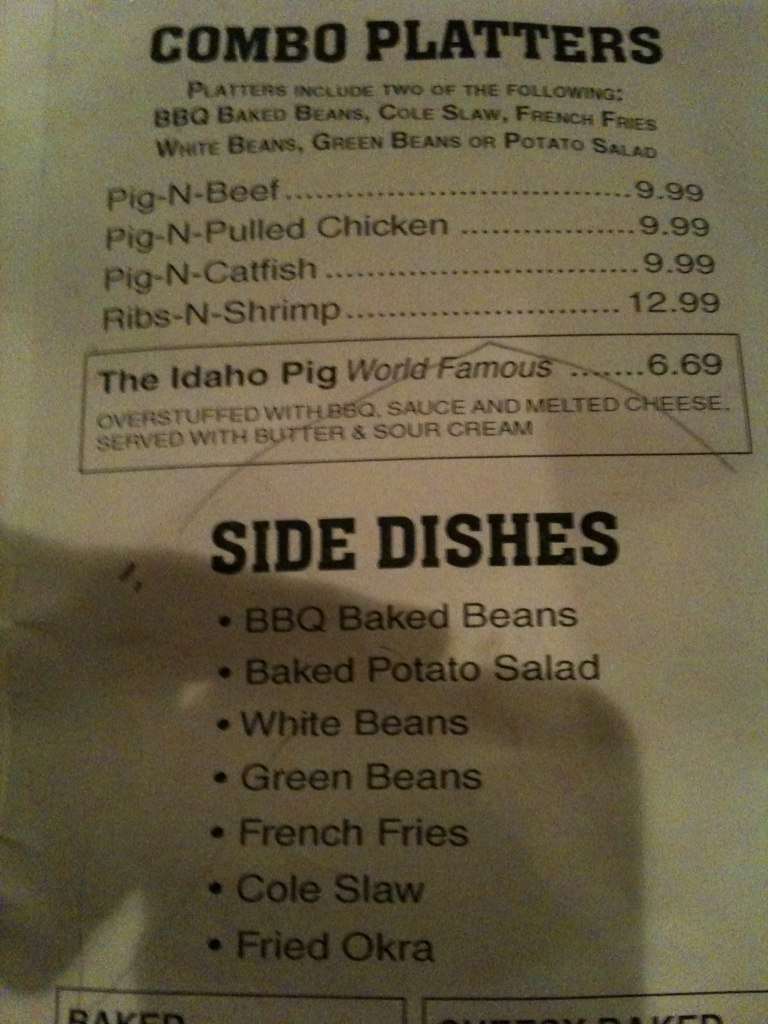 COMBO PLATTERS
PLATTERS INCLUDE TWO OF THE FOLLOWING:
BBQ BAKED BEANS, COLE SLAW, FRENCH FRIES
WHITE BEANS, GREEN BEANS OR POTATO SALAD
Pig-N-Beef.................................9.99
Pig-N-Pulled Chicken .................9.99
Pig-N-Catfish ..............................9.99
Ribs-N-Shrimp.......................... 12.99
The Idaho Pig World Famous .......6.69
OVERSTUFFED WITH BBQ, SAUCE AND MELTED CHEESE.
SERVED WITH BUTTER & SOUR CREAM
SIDE DISHES
• BBQ Baked Beans
• Baked Potato Salad
• White Beans
• Green Beans
• French Fries
• Cole Slaw
• Fried Okra
BAKED BAKED